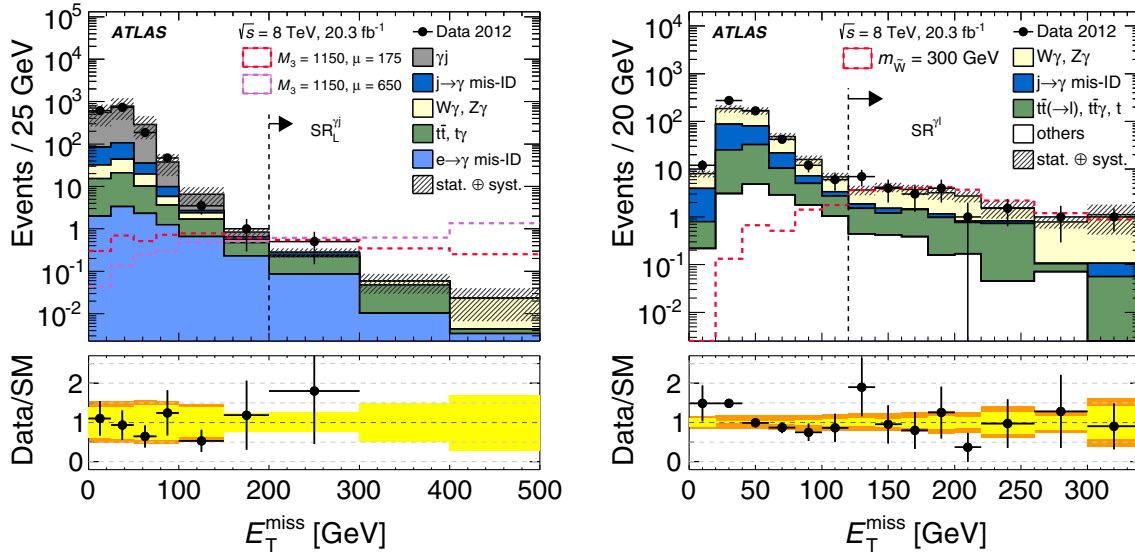 ATLAS √s = 8 TeV, 20.3 fb⁻¹
M₃ = 1150, μ = 175
M₃ = 1150, μ = 650
Data 2012
γj
j→γ mis-ID
Wγ, Zγ
tt̄, tγ
e→γ mis-ID
stat. ⊕ syst.
SR_L^γj
Events / 25 GeV
10⁵
10⁴
10³
10²
10
1
10⁻¹
10⁻²
Data/SM
2
1
0
0 100 200 300 400 500
E_T^miss [GeV]
ATLAS √s = 8 TeV, 20.3 fb⁻¹
m_W̃ = 300 GeV
Data 2012
Wγ, Zγ
j→γ mis-ID
tt̄(→l), tt̄γ, t
others
stat. ⊕ syst.
SR^γl
Events / 20 GeV
10⁴
10³
10²
10
1
10⁻¹
10⁻²
Data/SM
2
1
0
0 50 100 150 200 250 300
E_T^miss [GeV]